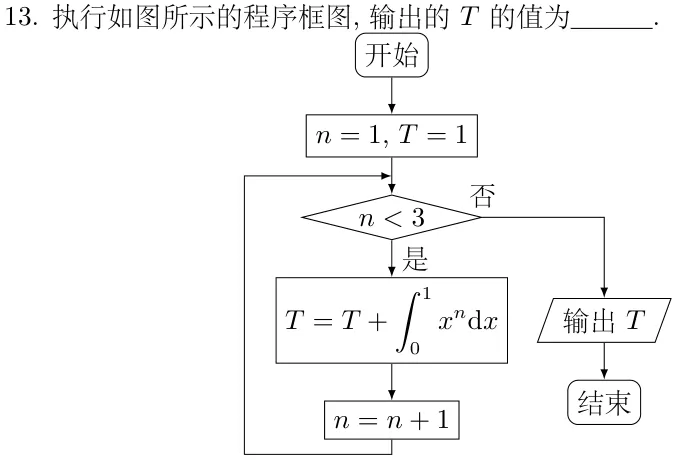 13. 执行如图所示的程序框图, 输出的 T 的值为______.
开始
n = 1, T = 1
n < 3
否
是
T = T + ∫₀¹ xⁿdx
输出 T
n = n + 1
结束